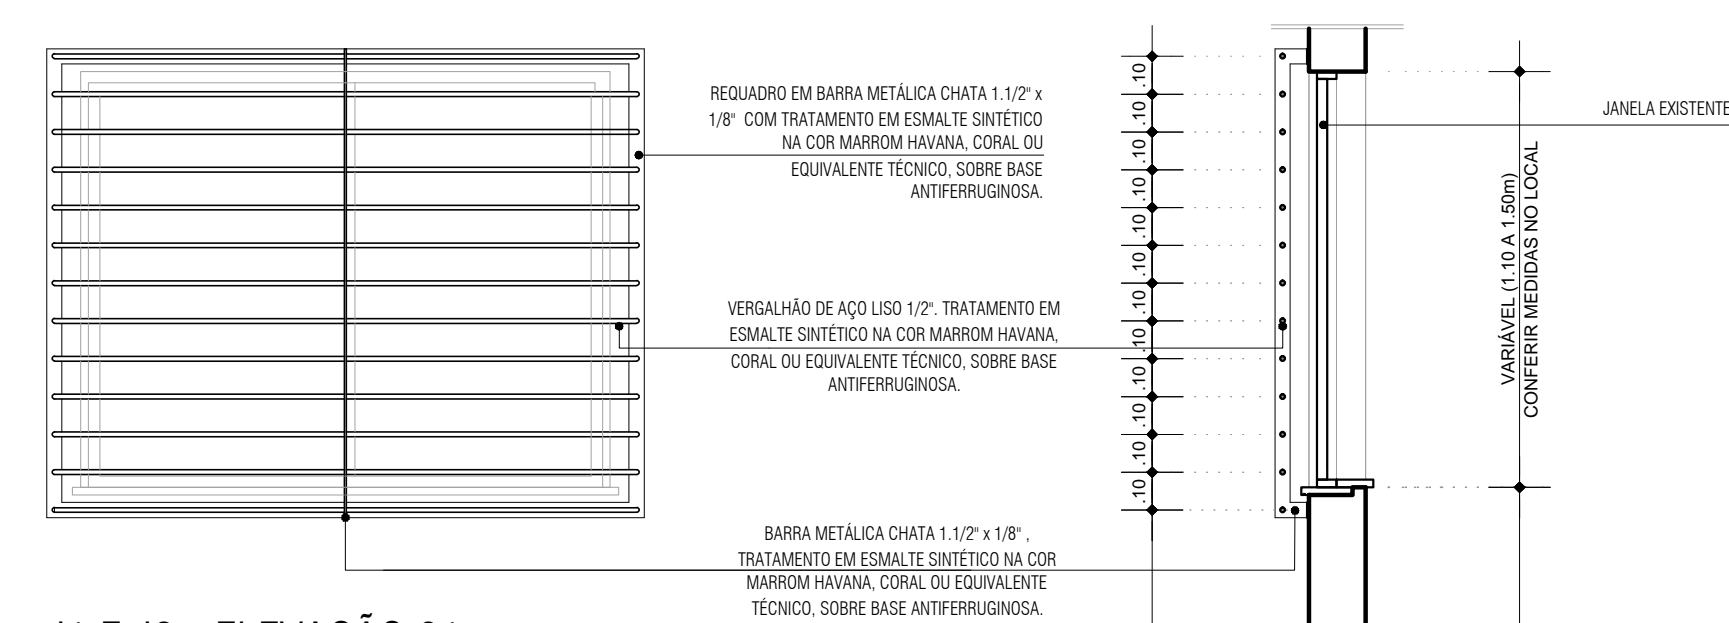 REQUADRO EM BARRA METÁLICA CHATA 1.1/2" x
1/8" COM TRATAMENTO EM ESMALTE SINTÉTICO
NA COR MARROM HAVANA, CORAL OU
EQUIVALENTE TÉCNICO, SOBRE BASE
ANTIFERRUGINOSA.
VERGALHÃO DE AÇO LISO 1/2". TRATAMENTO EM
ESMALTE SINTÉTICO NA COR MARROM HAVANA,
CORAL OU EQUIVALENTE TÉCNICO, SOBRE BASE
ANTIFERRUGINOSA.
BARRA METÁLICA CHATA 1.1/2" x 1/8" ,
TRATAMENTO EM ESMALTE SINTÉTICO NA COR
MARROM HAVANA, CORAL OU EQUIVALENTE
TÉCNICO, SOBRE BASE ANTIFERRUGINOSA.
.10
.10
.10
.10
.10
.10
.10
.10
.10
.10
.10
.10
JANELA EXISTENTE
VARIÁVEL (1.10 A 1.50m)
CONFERIR MEDIDAS NO LOCAL
ELEVAÇÃO